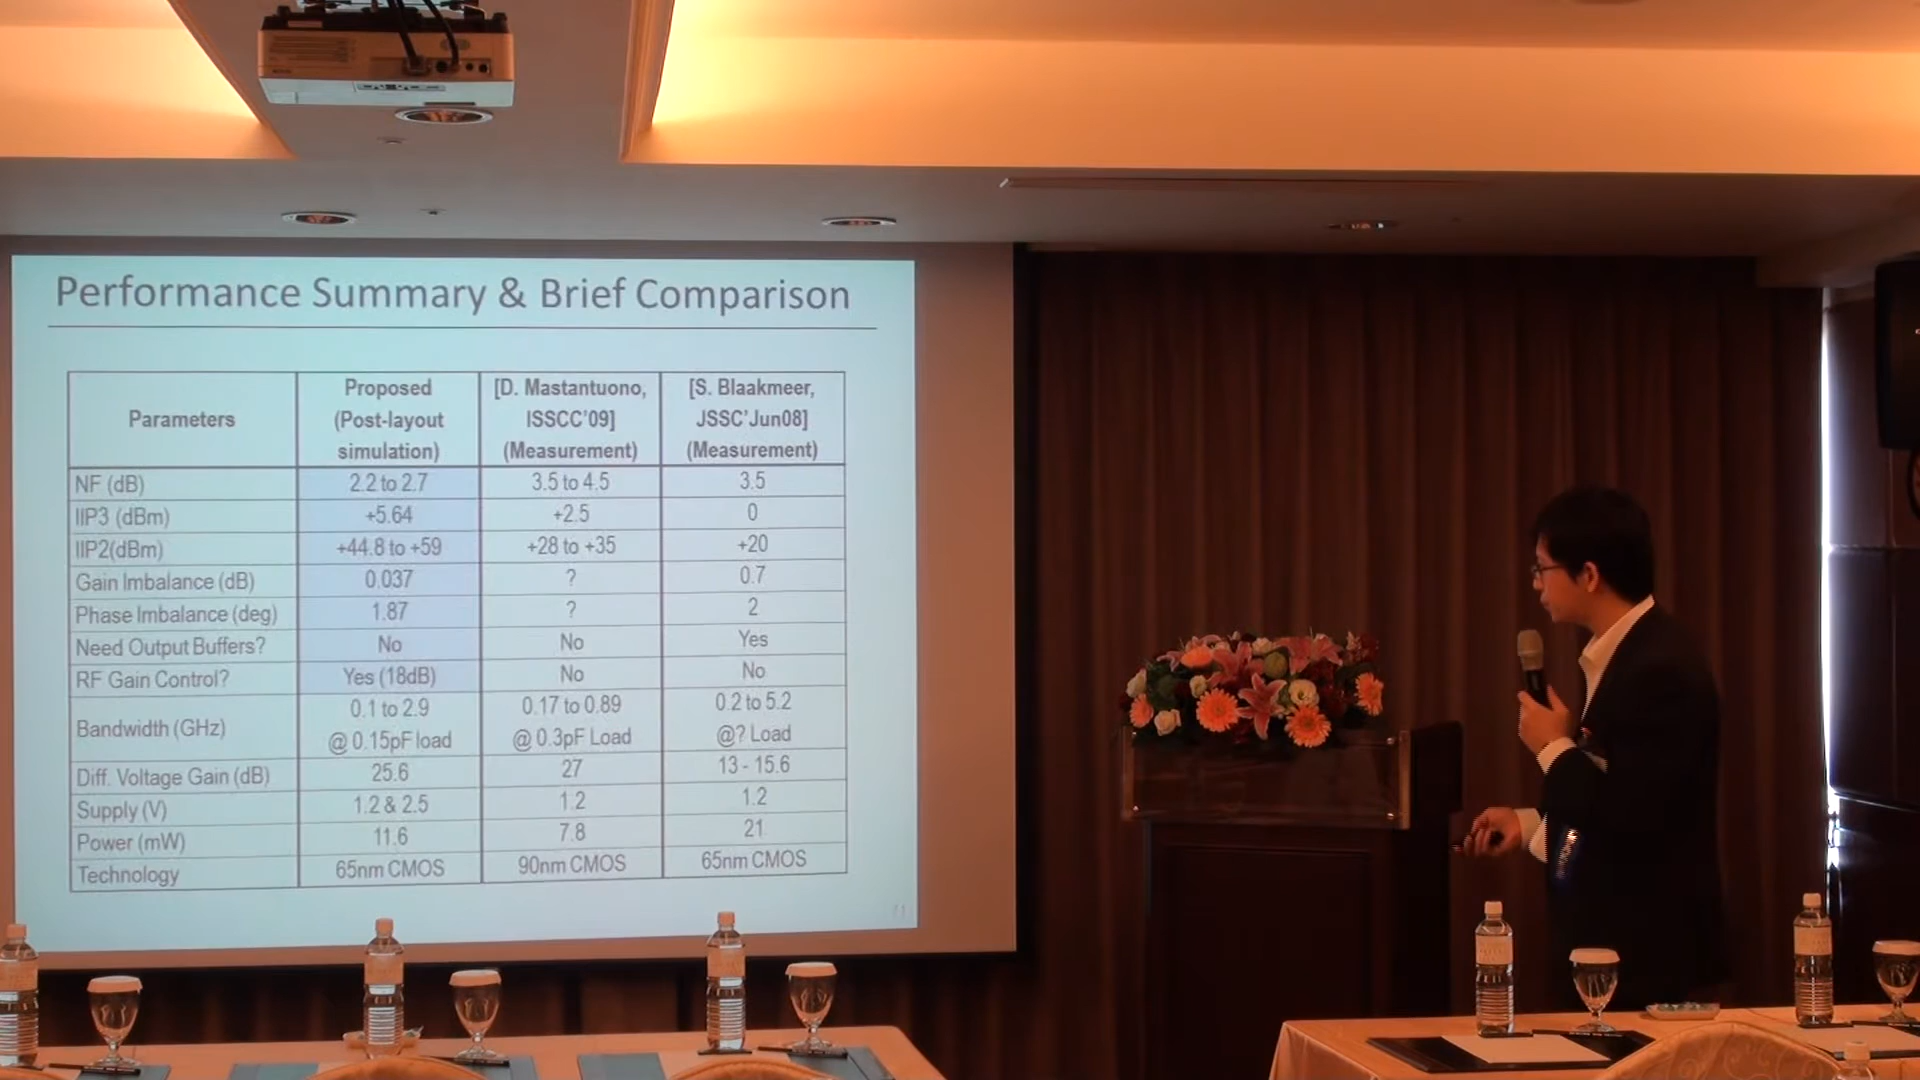 Performance Summary & Brief Comparison
Parameters
Proposed
(Post-layout
simulation)
[D. Mastantuono,
ISSCC'09]
(Measurement)
[S. Blaakmeer,
JSSC'Jun08]
(Measurement)
NF (dB) 2.2 to 2.7 3.5 to 4.5 3.5
IIP3 (dBm) +5.64 +2.5 0
IIP2(dBm) +44.8 to +59 +28 to +35 +20
Gain Imbalance (dB) 0.037 ? 0.7
Phase Imbalance (deg) 1.87 ? 2
Need Output Buffers? No No Yes
RF Gain Control? Yes (18dB) No No
Bandwidth (GHz)
0.1 to 2.9
@ 0.15pF load
0.17 to 0.89
@ 0.3pF Load
0.2 to 5.2
@? Load
Diff. Voltage Gain (dB) 25.6 27 13 - 15.6
Supply (V) 1.2 & 2.5 1.2 1.2
Power (mW) 11.6 7.8 21
Technology 65nm CMOS 90nm CMOS 65nm CMOS
11